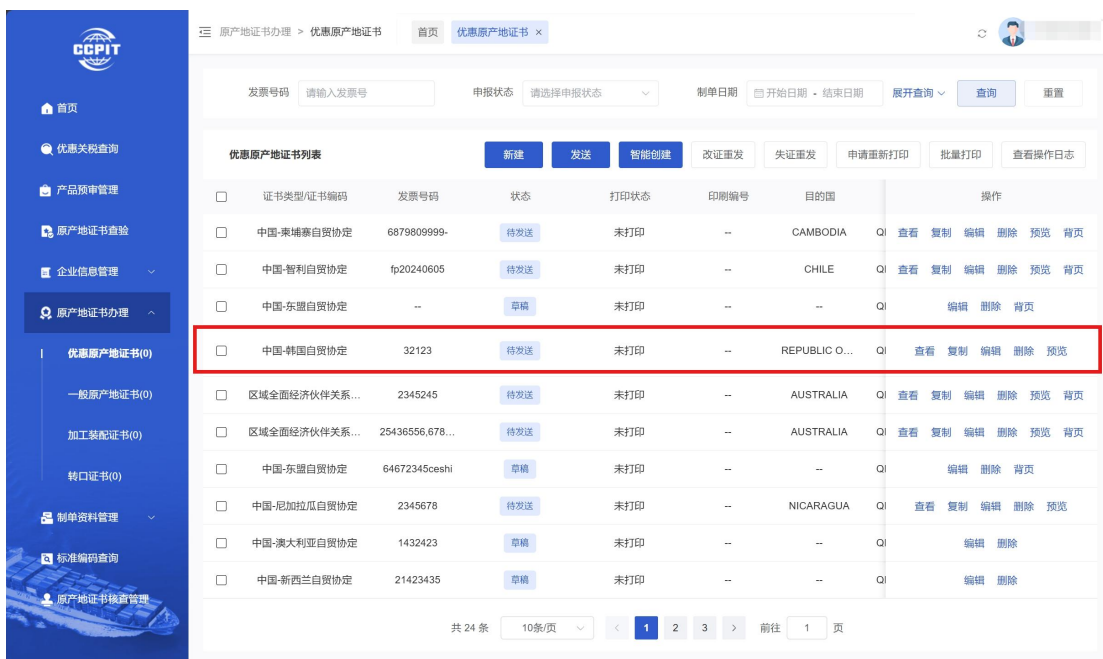 CCPIT
首页
优惠关税查询
产品预审管理
原产地证书查验
企业信息管理
原产地证书办理
优惠原产地证书(0)
一般原产地证书(0)
加工装配证书(0)
转口证书(0)
制单资料管理
标准编码查询
原产地证书核查管理
原产地证书办理 > 优惠原产地证书 首页 优惠原产地证书 ×
发票号码 请输入发票号 申报状态 请选择申报状态 制单日期 开始日期 - 结束日期 展开查询 查询 重置
优惠原产地证书列表 新建 发送 智能创建 改证重发 失证重发 申请重新打印 批量打印 查看操作日志
证书类型/证书编码 发票号码 状态 打印状态 印刷编号 目的国 操作
中国-柬埔寨自贸协定 6879809999- 待发送 未打印 -- CAMBODIA 查看 复制 编辑 删除 预览 背页
中国-智利自贸协定 fp20240605 待发送 未打印 -- CHILE 查看 复制 编辑 删除 预览 背页
中国-东盟自贸协定 -- 草稿 未打印 -- -- 编辑 删除 背页
中国-韩国自贸协定 32123 待发送 未打印 -- REPUBLIC O... 查看 复制 编辑 删除 预览
区域全面经济伙伴关系... 2345245 待发送 未打印 -- AUSTRALIA 查看 复制 编辑 删除 预览 背页
区域全面经济伙伴关系... 25436556,678... 待发送 未打印 -- AUSTRALIA 查看 复制 编辑 删除 预览 背页
中国-东盟自贸协定 64672345ceshi 草稿 未打印 -- -- 编辑 删除 背页
中国-尼加拉瓜自贸协定 2345678 待发送 未打印 -- NICARAGUA 查看 复制 编辑 删除 预览
中国-澳大利亚自贸协定 1432423 草稿 未打印 -- -- 编辑 删除
中国-新西兰自贸协定 21423435 草稿 未打印 -- -- 编辑 删除
共 24 条 10条/页 < 1 2 3 > 前往 1 页